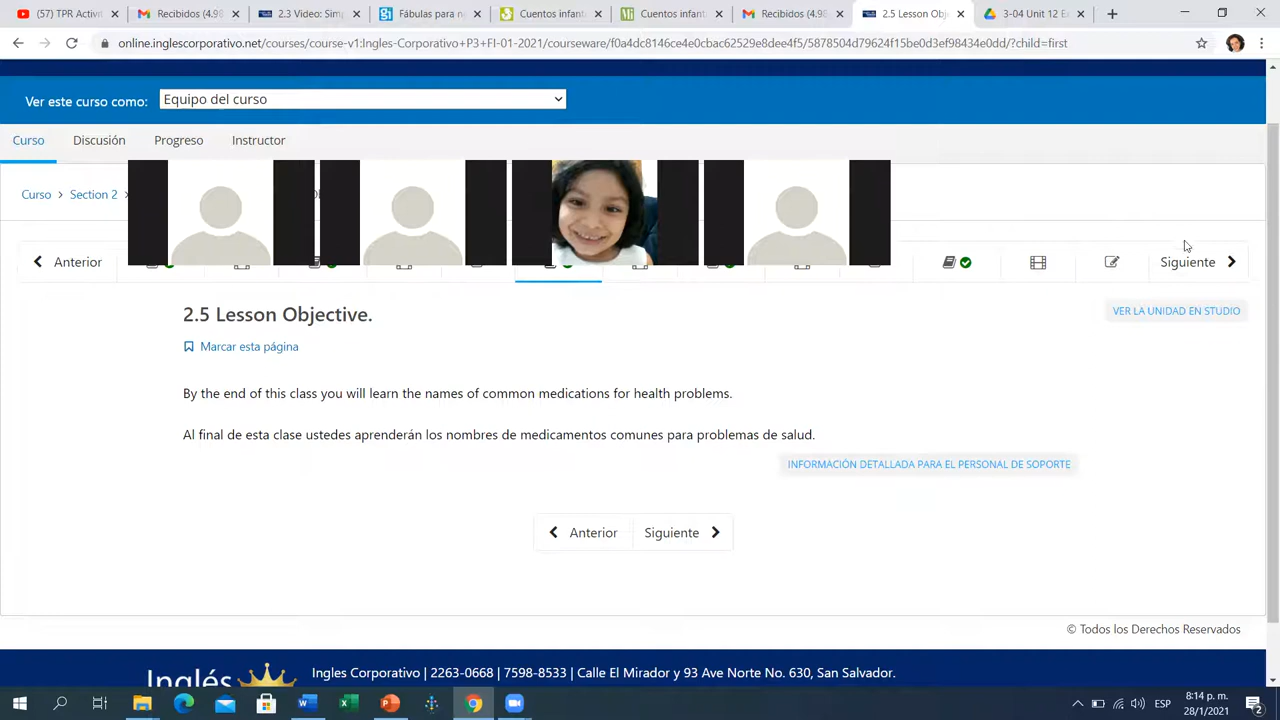 (57) TPR Activi
Recibidos (4.98
2.3 Video: Sim
Fábulas para n
Cuentos infant
Cuentos infant
Recibidos (4.98
2.5 Lesson Obj
3-04 Unit 12 E
online.inglescorporativo.net/courses/course-v1:Ingles-Corporativo+P3+FI-01-2021/courseware/f0a4dc8146ce4e0cbac62529e8dee4f5/5878504d79624f15be0d3ef98434e0dd/?child=first
Ver este curso como: Equipo del curso
Curso Discusión Progreso Instructor
Curso > Section 2 >
Anterior
Siguiente
2.5 Lesson Objective.
VER LA UNIDAD EN STUDIO
Marcar esta página
By the end of this class you will learn the names of common medications for health problems.
Al final de esta clase ustedes aprenderán los nombres de medicamentos comunes para problemas de salud.
INFORMACIÓN DETALLADA PARA EL PERSONAL DE SOPORTE
Anterior Siguiente
© Todos los Derechos Reservados
Inglés
Ingles Corporativo | 2263-0668 | 7598-8533 | Calle El Mirador y 93 Ave Norte No. 630, San Salvador.
ESP
8:14 p. m.
28/1/2021
2